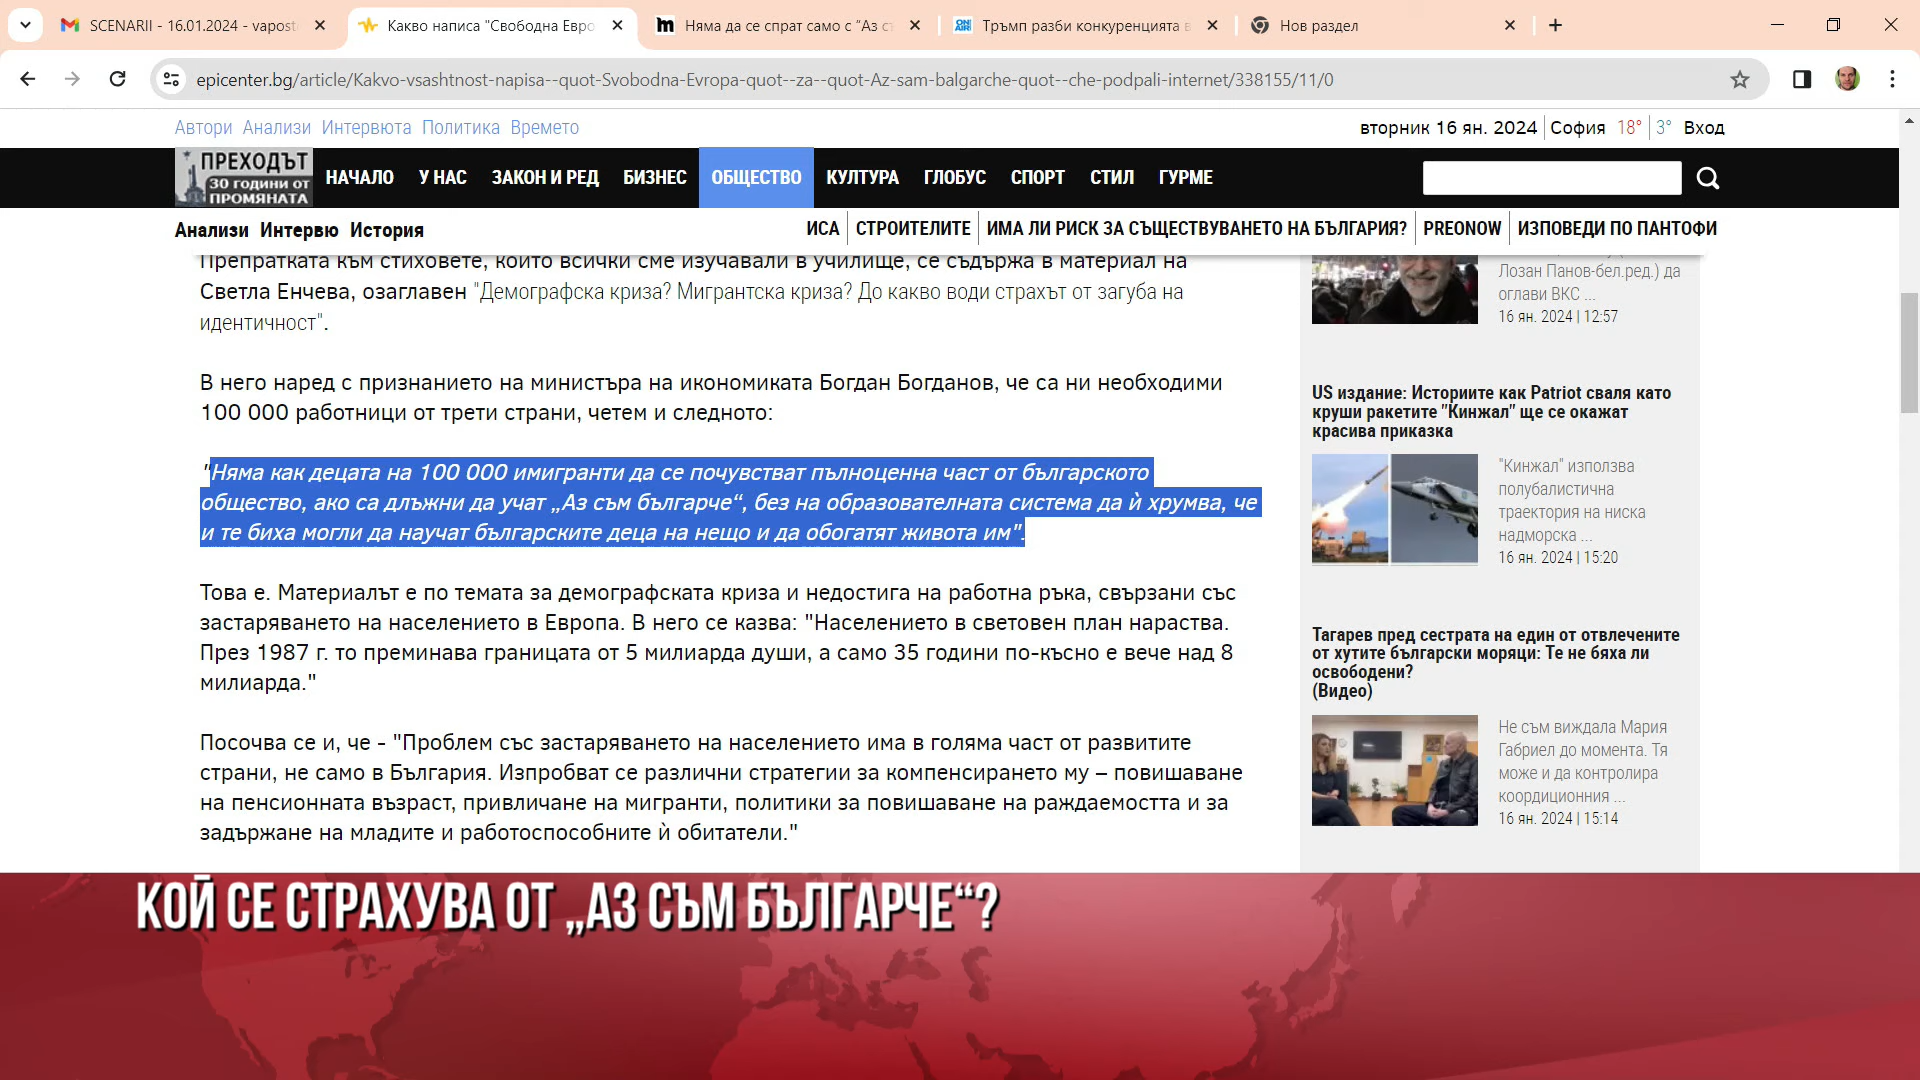 SCENARII - 16.01.2024 - vapost
Какво написа "Свободна Евро
Няма да се спрат само с "Аз ст
Тръмп разби конкуренцията в
Нов раздел
epicenter.bg/article/Kakvo-vsashtnost-napisa--quot-Svobodna-Evropa-quot--za--quot-Az-sam-balgarche-quot--che-podpali-internet/338155/11/0
Автори Анализи Интервюта Политика Времето
вторник 16 ян. 2024 София 18° 3° Вход
ПРЕХОДЪТ
30 ГОДИНИ ОТ
ПРОМЯНАТА
НАЧАЛО У НАС ЗАКОН И РЕД БИЗНЕС ОБЩЕСТВО КУЛТУРА ГЛОБУС СПОРТ СТИЛ ГУРМЕ
Анализи Интервю История
ИСА СТРОИТЕЛИТЕ ИМА ЛИ РИСК ЗА СЪЩЕСТВУВАНЕТО НА БЪЛГАРИЯ? PREONOW ИЗПОВЕДИ ПО ПАНТОФИ
Препратката към стиховете, които всички сме изучавали в училище, се съдържа в материал на
Светла Енчева, озаглавен "Демографска криза? Мигрантска криза? До какво води страхът от загуба на
идентичност".
В него наред с признанието на министъра на икономиката Богдан Богданов, че са ни необходими
100 000 работници от трети страни, четем и следното:
"Няма как децата на 100 000 имигранти да се почувстват пълноценна част от българското
общество, ако са длъжни да учат „Аз съм българче“, без на образователната система да ѝ хрумва, че
и те биха могли да научат българските деца на нещо и да обогатят живота им".
Това е. Материалът е по темата за демографската криза и недостига на работна ръка, свързани със
застаряването на населението в Европа. В него се казва: "Населението в световен план нараства.
През 1987 г. то преминава границата от 5 милиарда души, а само 35 години по-късно е вече над 8
милиарда."
Посочва се и, че - "Проблем със застаряването на населението има в голяма част от развитите
страни, не само в България. Изпробват се различни стратегии за компенсирането му – повишаване
на пенсионната възраст, привличане на мигранти, политики за повишаване на раждаемостта и за
задържане на младите и работоспособните ѝ обитатели."
Лозан Панов-бел.ред.) да
оглави ВКС ...
16 ян. 2024 | 12:57
US издание: Историите как Patriot сваля като
круши ракетите "Кинжал" ще се окажат
красива приказка
"Кинжал" използва
полубалистична
траектория на ниска
надморска ...
16 ян. 2024 | 15:20
Тагарев пред сестрата на един от отвлечените
от хутите български моряци: Те не бяха ли
освободени?
(Видео)
Не съм виждала Мария
Габриел до момента. Тя
може и да контролира
координационния ...
16 ян. 2024 | 15:14
КОЙ СЕ СТРАХУВА ОТ „АЗ СЪМ БЪЛГАРЧЕ“?